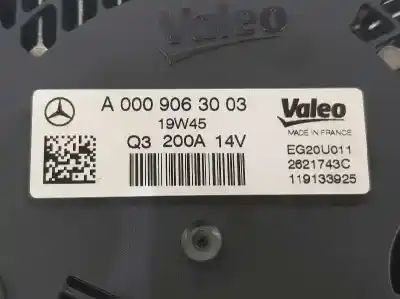 Valeo
A 000 906 30 03
19W45
Q3 200A 14V
Valeo
MADE IN FRANCE
EG20U011
2621743C
119133925